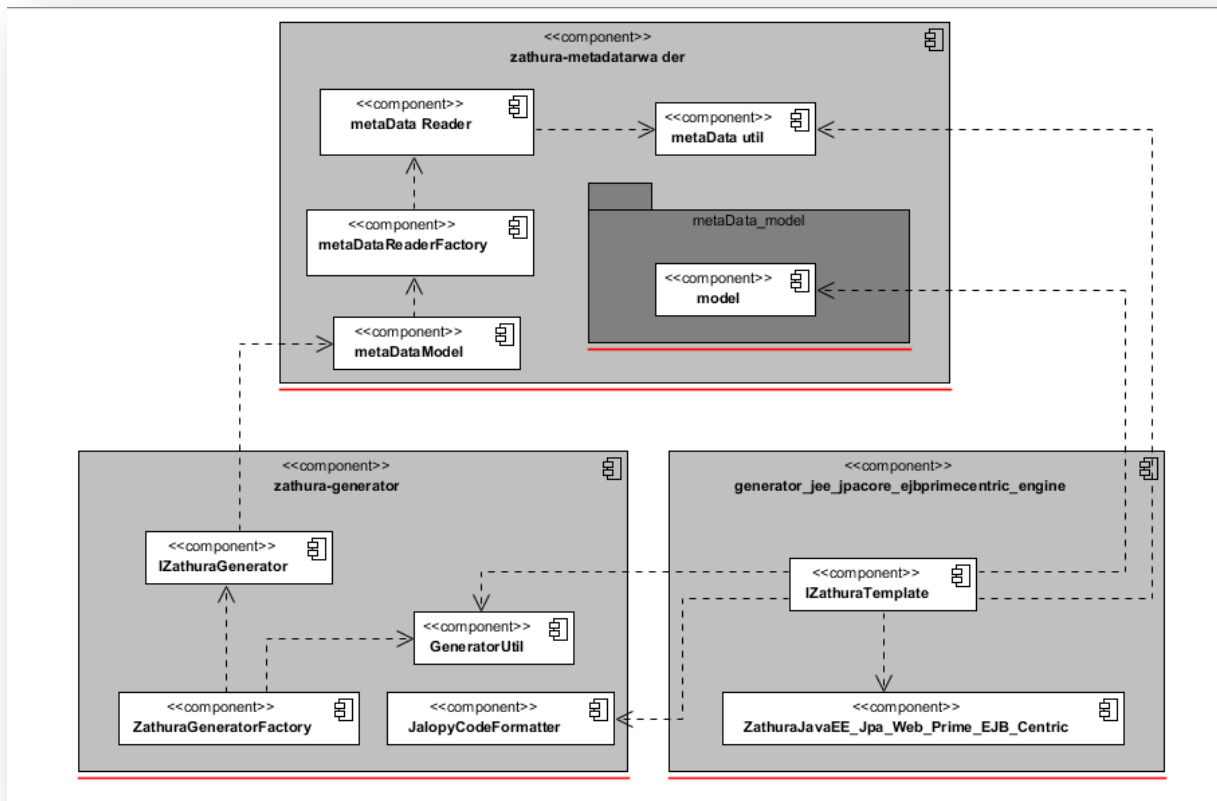 <<component>>
zathura-metadatarwa der
<<component>>
metaData Reader
<<component>>
metaData util
<<component>>
metaDataReaderFactory
metaData_model
<<component>>
model
<<component>>
metaDataModel
<<component>>
zathura-generator
<<component>>
IZathuraGenerator
<<component>>
GeneratorUtil
<<component>>
ZathuraGeneratorFactory
<<component>>
JalopyCodeFormatter
<<component>>
generator_jee_jpacore_ejbprimecentric_engine
<<component>>
IZathuraTemplate
<<component>>
ZathuraJavaEE_Jpa_Web_Prime_EJB_Centric